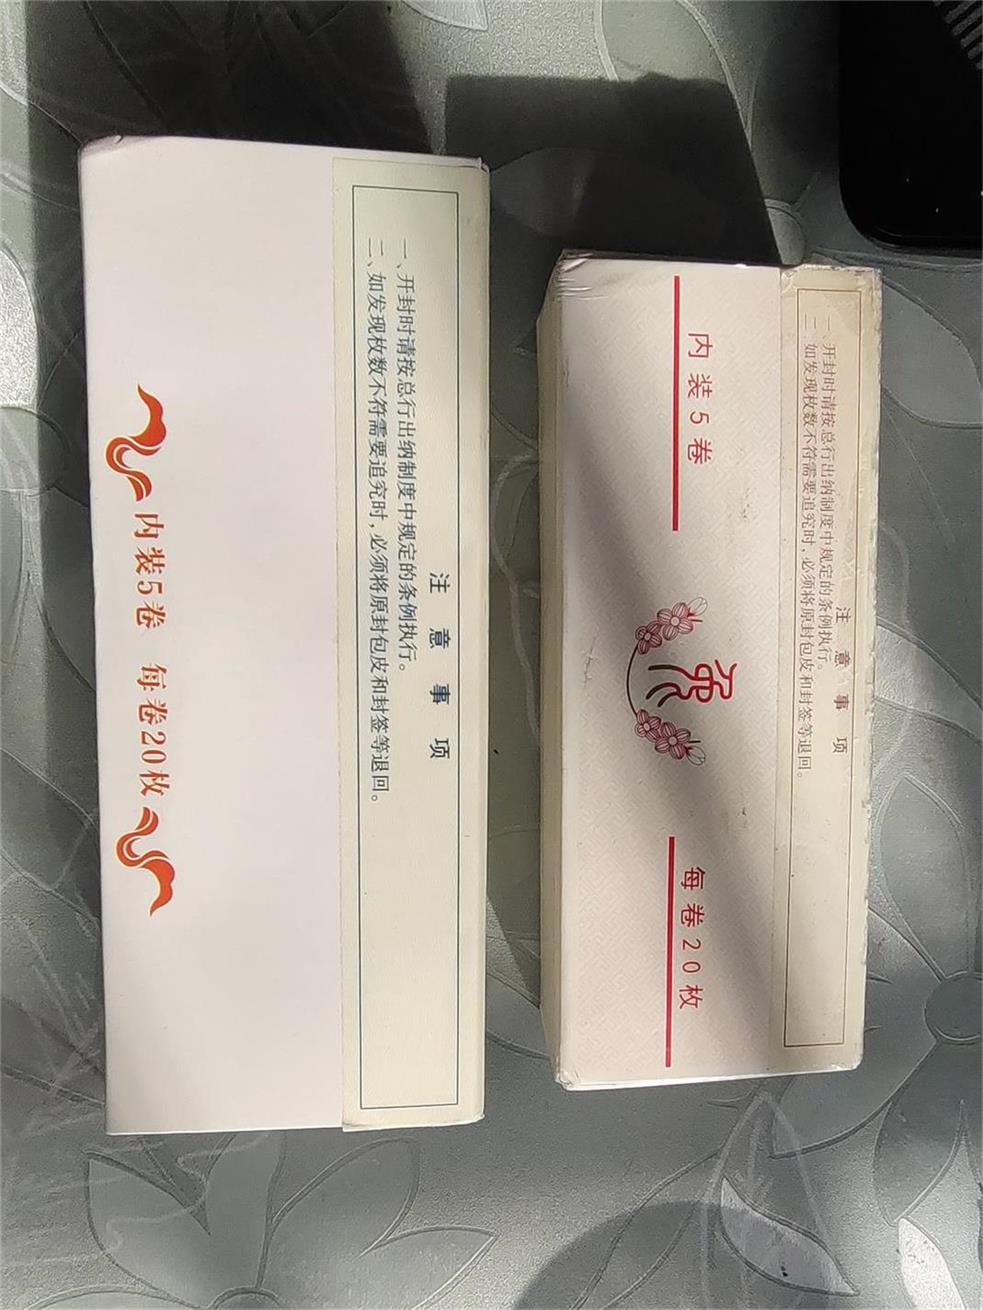 注意事项
一、开封时请按总行出纳制度中规定的条例执行。
二、如发现枚数不符需要追究时，必须将原封包皮和封签等退回。
内装5卷 每卷20枚
注意事项
一、开封时请按总行出纳制度中规定的条例执行。
二、如发现枚数不符需要追究时，必须将原封包皮和封签等退回。
内装5卷
每卷20枚